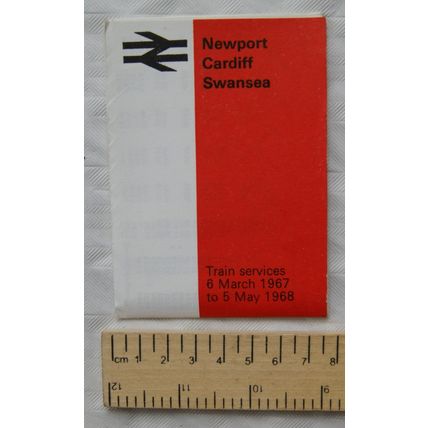 Newport
Cardiff
Swansea
Train services
6 March 1967
to 5 May 1968
cm 1 2 3 4 5 6 7 8
12 11 10 9